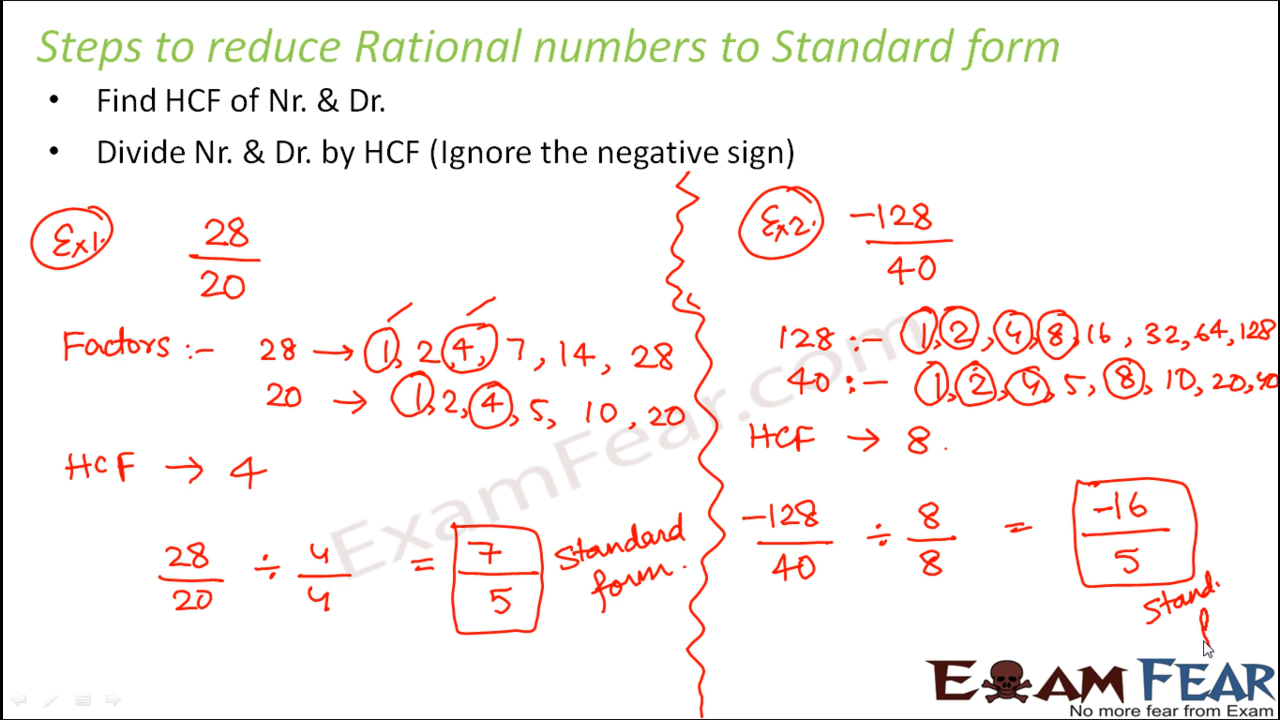 Steps to reduce Rational numbers to Standard form
• Find HCF of Nr. & Dr.
• Divide Nr. & Dr. by HCF (Ignore the negative sign)
Ex1.
28
20
Factors :- 28 → 1, 2, 4, 7, 14, 28
20 → 1, 2, 4, 5, 10, 20
HCF → 4
28/20 ÷ 4/4 = 7/5 Standard form.
Ex2.
-128
40
128 :- 1, 2, 4, 8, 16, 32, 64, 128
40 :- 1, 2, 4, 5, 8, 10, 20, 40
HCF → 8.
-128/40 ÷ 8/8 = -16/5
Stand.
ExamFear.com
EXAM FEAR
No more fear from Exam